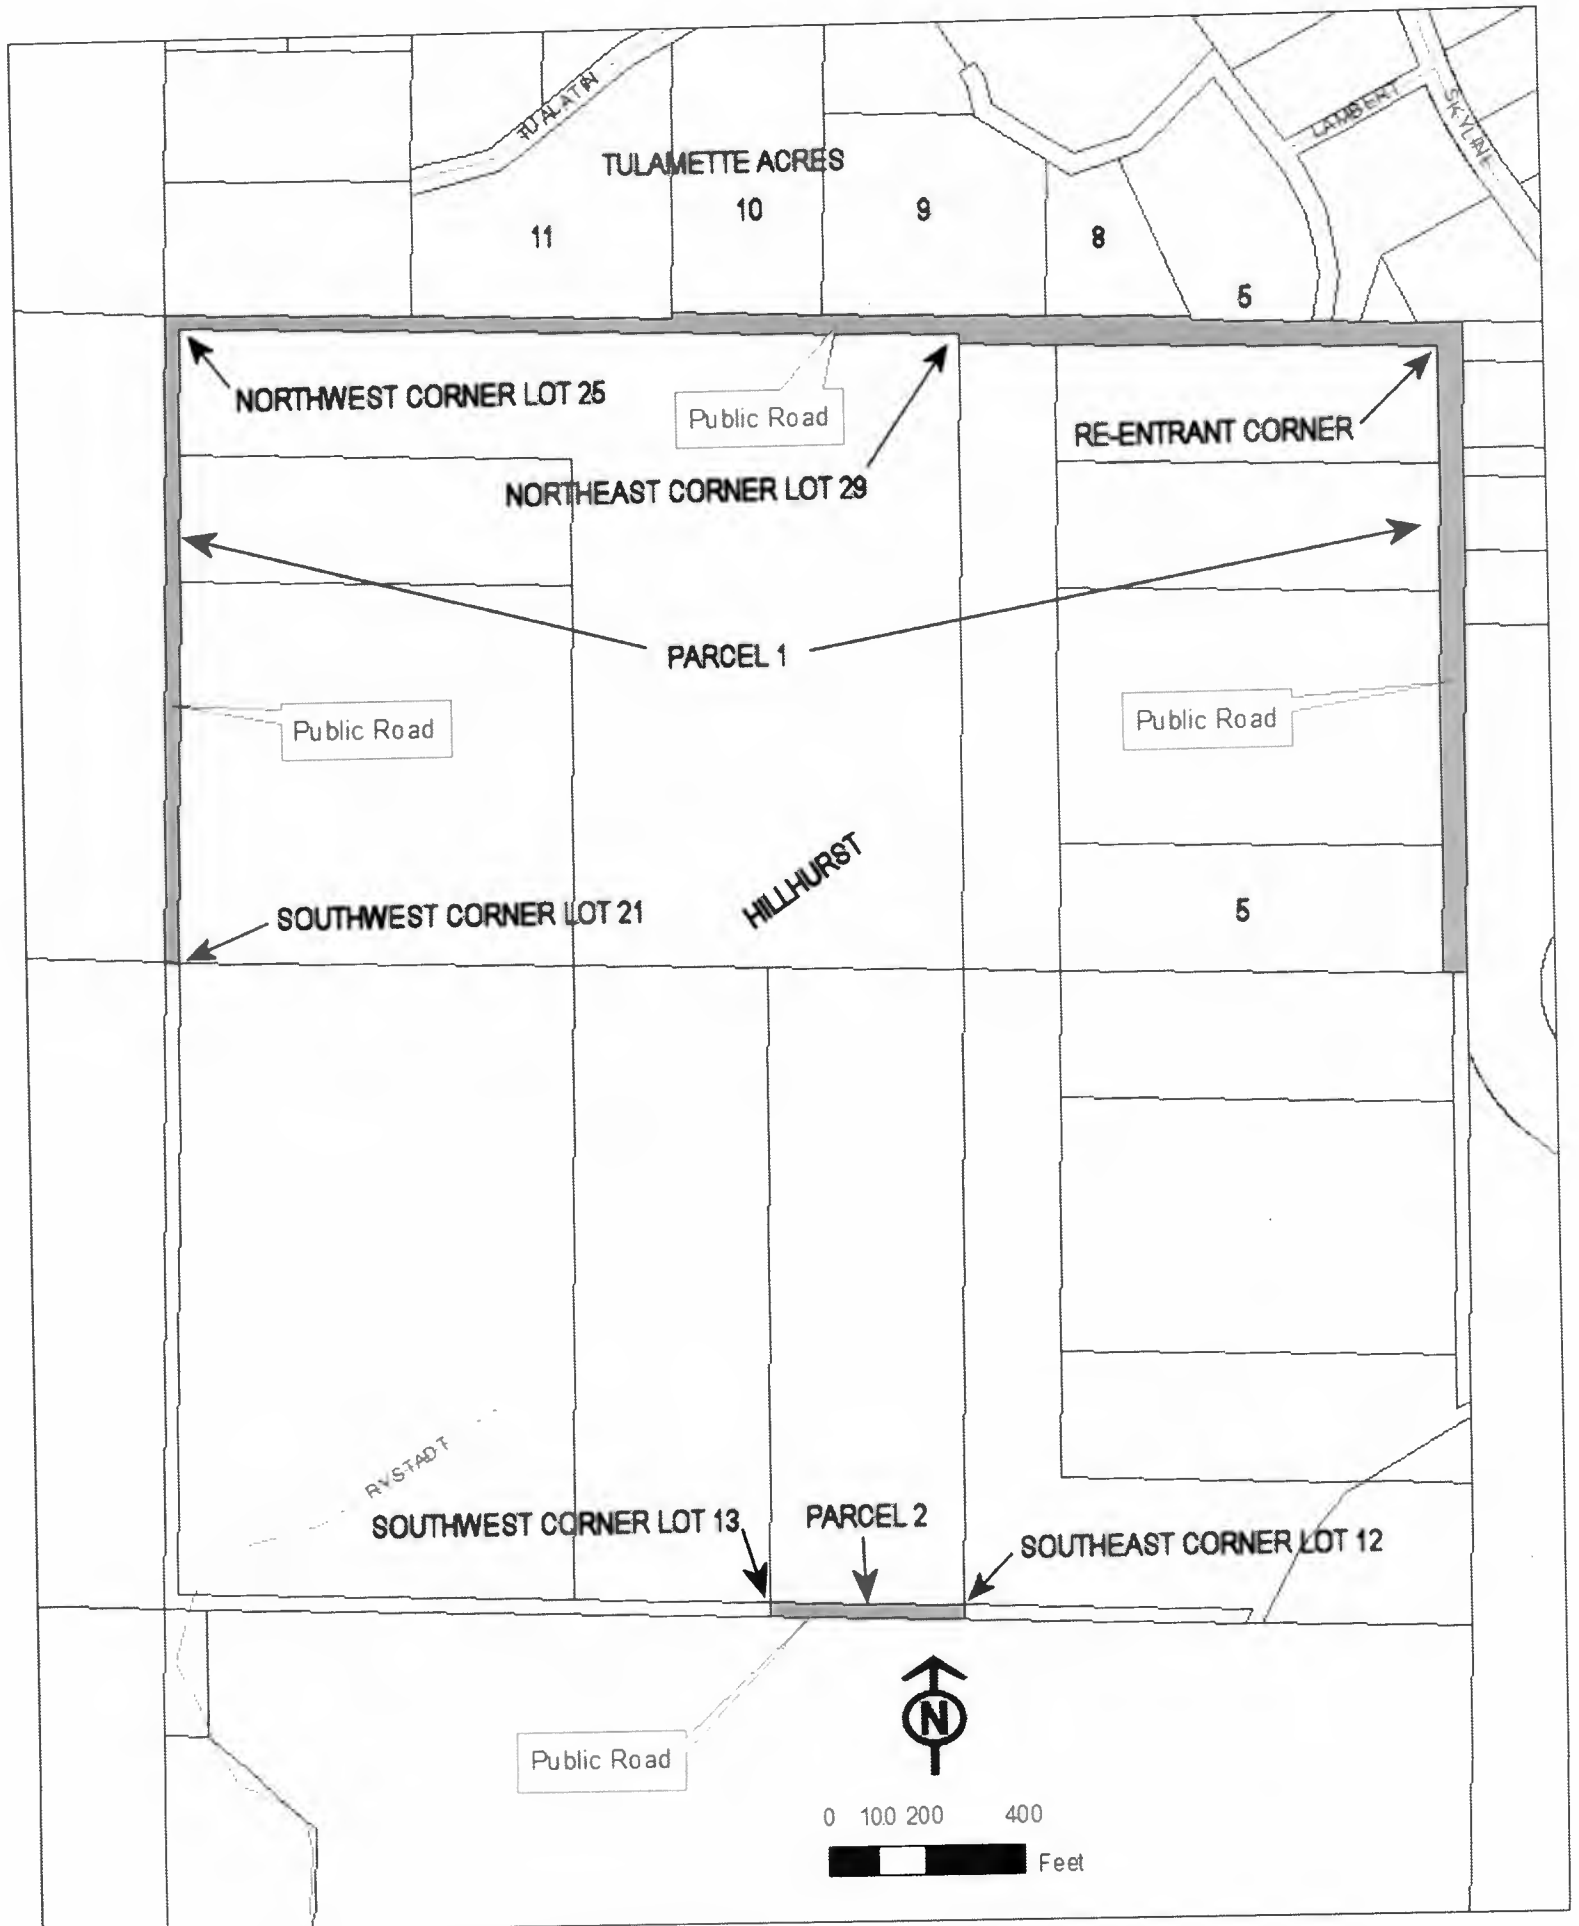 TUALATIN
LAMBERT
SKYLINE
TULAMETTE ACRES
11
10
9
8
5
NORTHWEST CORNER LOT 25
Public Road
RE-ENTRANT CORNER
NORTHEAST CORNER LOT 29
PARCEL 1
Public Road
Public Road
HILLHURST
SOUTHWEST CORNER LOT 21
5
RYSTADT
SOUTHWEST CORNER LOT 13
PARCEL 2
SOUTHEAST CORNER LOT 12
N
Public Road
0 100 200 400
Feet